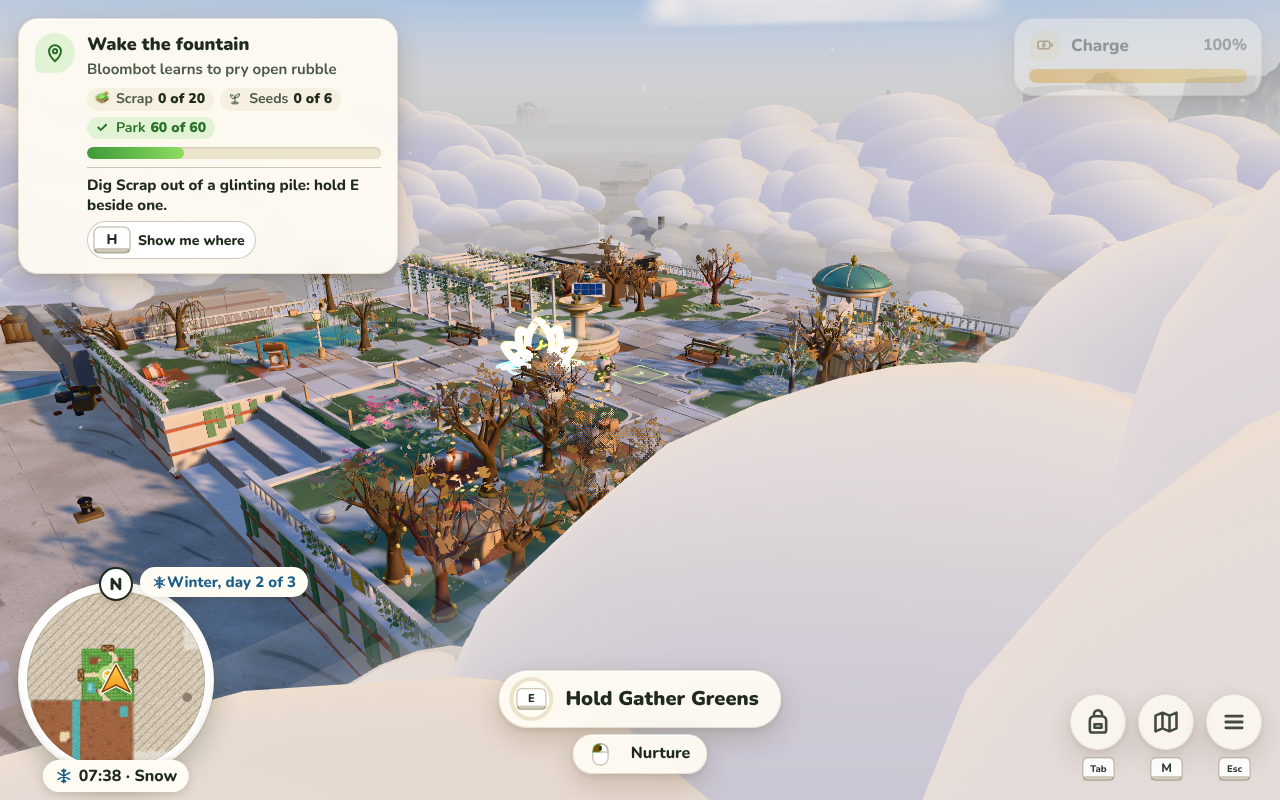 Wake the fountain
Bloombot learns to pry open rubble
Scrap 0 of 20 Seeds 0 of 6
Park 60 of 60
Dig Scrap out of a glinting pile: hold E
beside one.
H Show me where
Charge 100%
N
Winter, day 2 of 3
07:38 · Snow
E Hold Gather Greens
Nurture
Tab M Esc